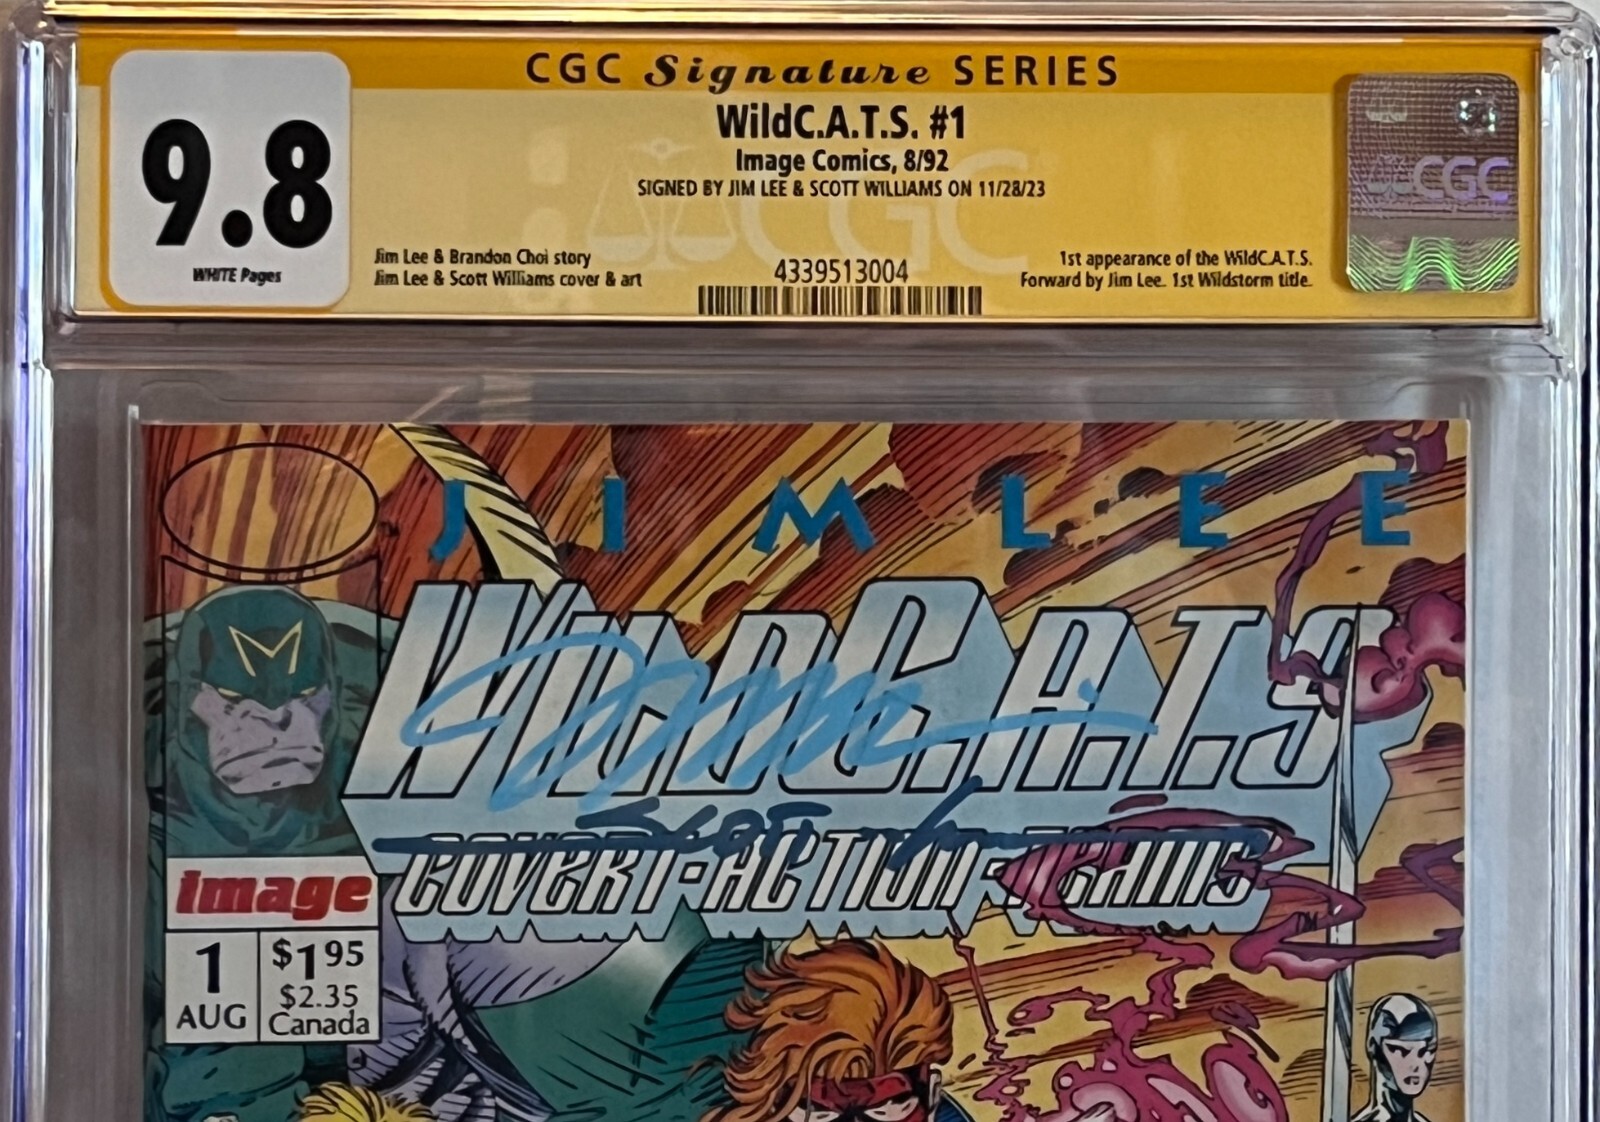 CGC Signature SERIES
9.8
WHITE Pages
WildC.A.T.S. #1
Image Comics, 8/92
SIGNED BY JIM LEE & SCOTT WILLIAMS ON 11/28/23
Jim Lee & Brandon Choi story
Jim Lee & Scott Williams cover & art
4339513004
1st appearance of the WildC.A.T.S.
Forward by Jim Lee. 1st Wildstorm title.
CGC
CGC
JIM LEE
WILDC.A.T.S
COVERT-ACTION-TEAMS
M
image
1
AUG
$1.95
$2.35
Canada